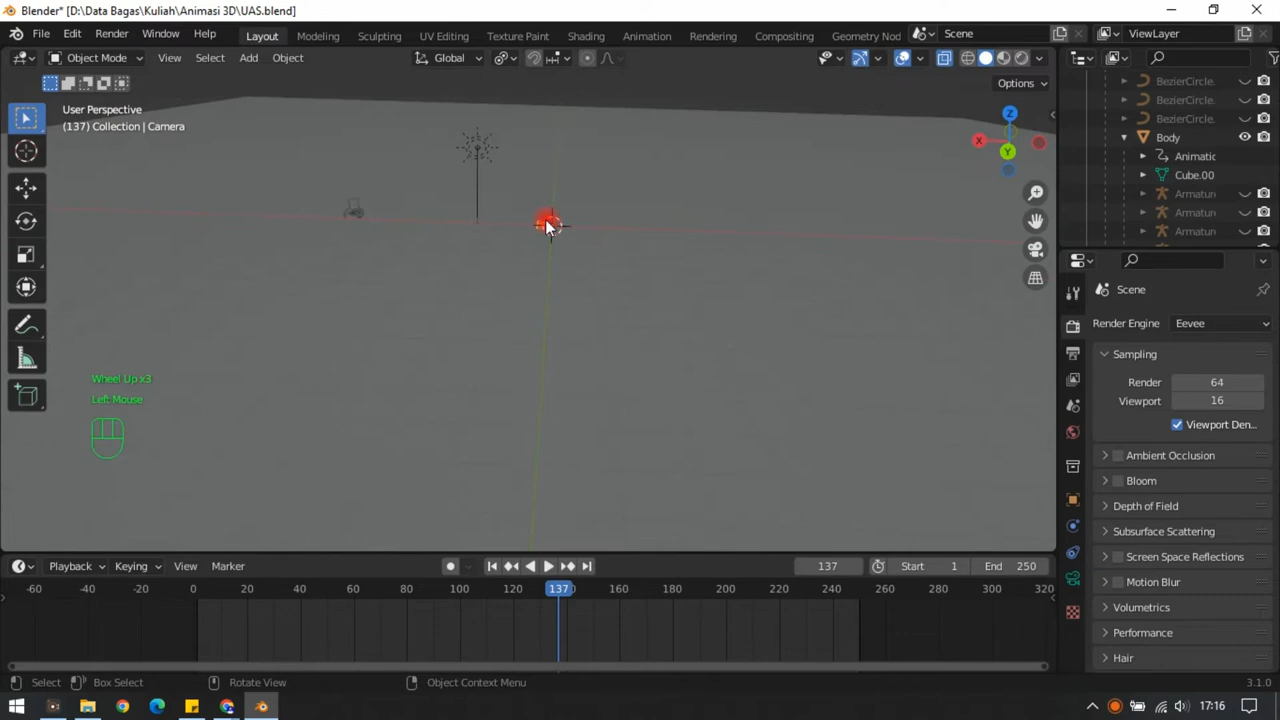 Blender* [D:\Data Bagas\Kuliah\Animasi 3D\UAS.blend]
File Edit Render Window Help Layout Modeling Sculpting UV Editing Texture Paint Shading Animation Rendering Compositing Geometry Nod Scene ViewLayer
Object Mode View Select Add Object Global
Options
User Perspective
(137) Collection | Camera
X Y Z
BezierCircle.
BezierCircle.
BezierCircle.
Body
Animatic
Cube.00
Armatur
Armatur
Armatur
Scene
Render Engine Eevee
Sampling
Render 64
Viewport 16
Viewport Den...
Ambient Occlusion
Bloom
Depth of Field
Subsurface Scattering
Screen Space Reflections
Motion Blur
Volumetrics
Performance
Hair
Wheel Up x3
Left Mouse
Playback Keying View Marker 137 Start 1 End 250
-60 -40 -20 0 20 40 60 80 100 120 137 160 180 200 220 240 260 280 300 320
Select Box Select Rotate View Object Context Menu 3.1.0
17:16